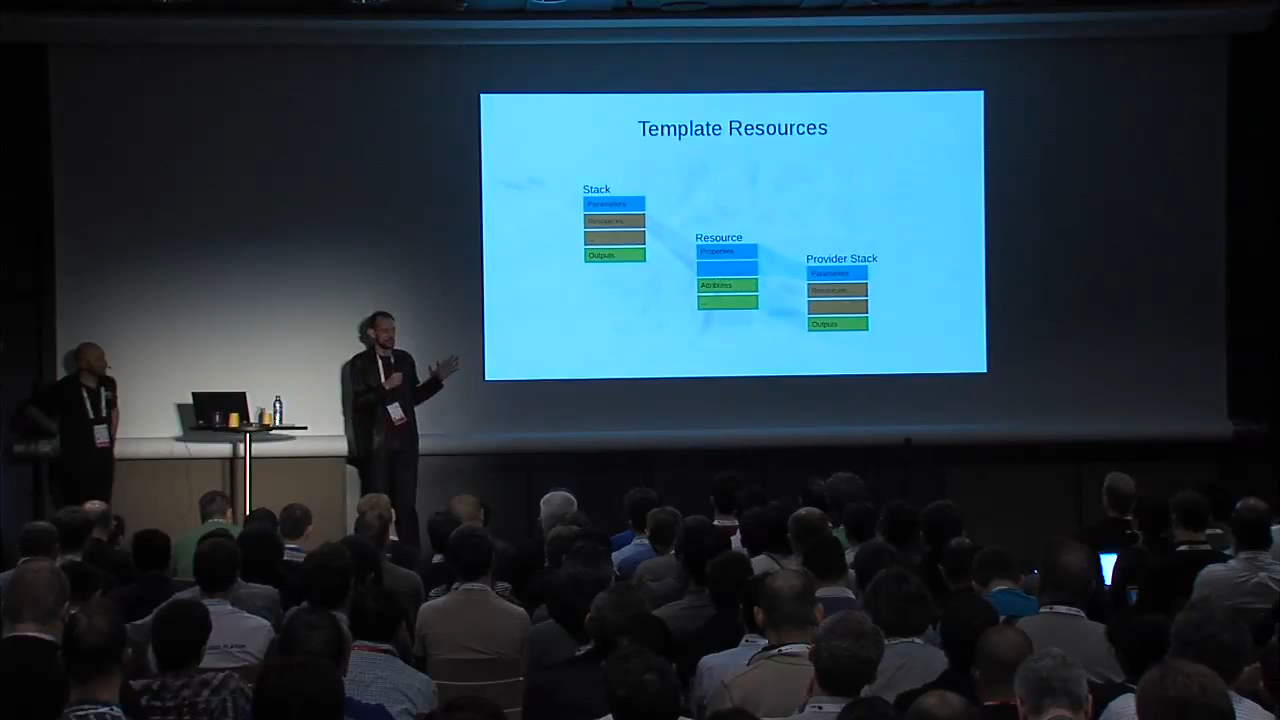 Template Resources
Stack
Parameters
Resources
...
Outputs
Resource
Properties
Attributes
...
Provider Stack
Parameters
Resources
...
Outputs